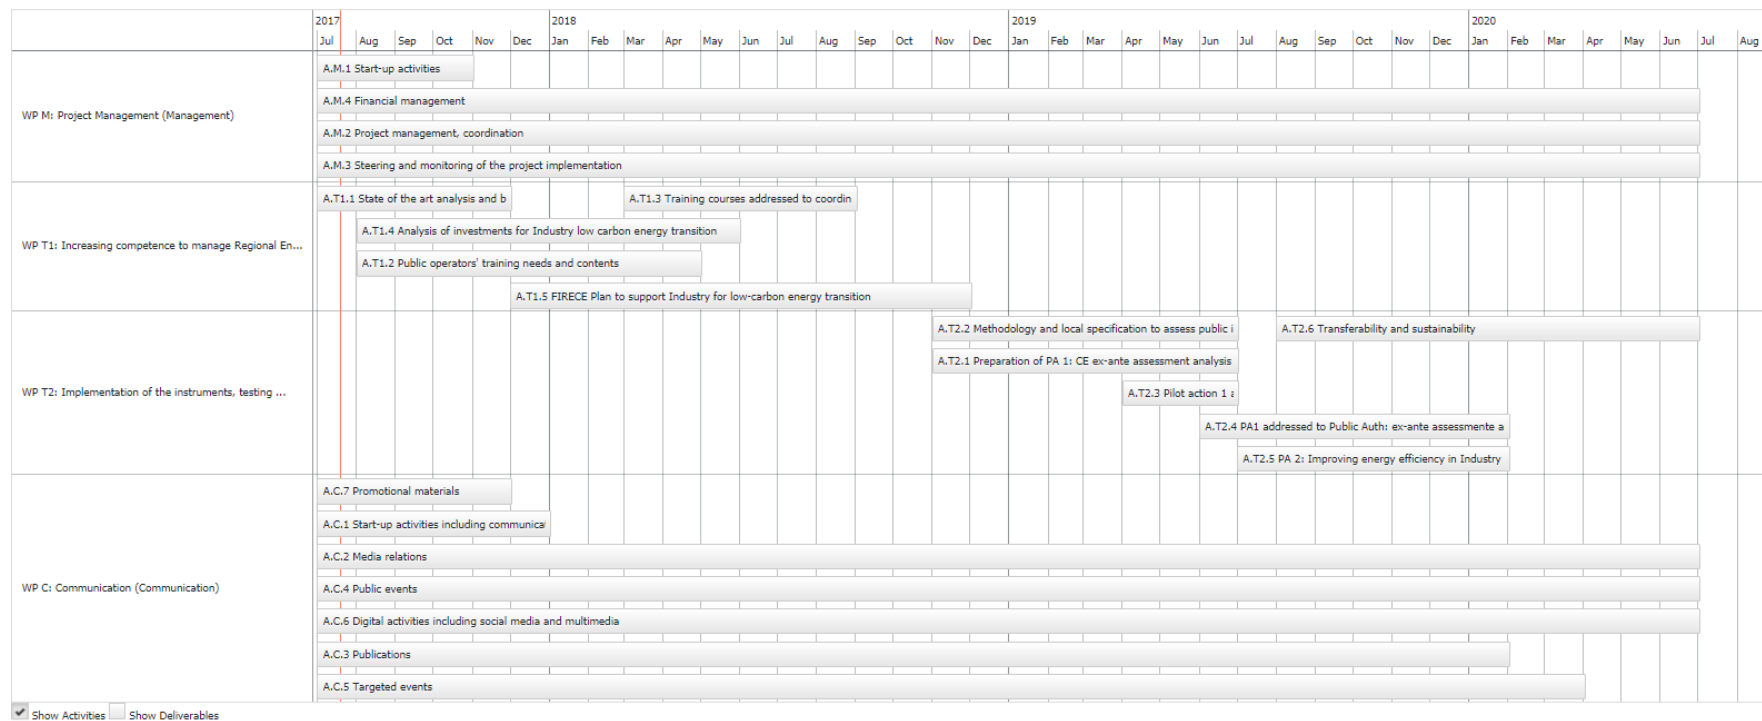 2017 2018 2019 2020
Jul Aug Sep Oct Nov Dec Jan Feb Mar Apr May Jun Jul Aug Sep Oct Nov Dec Jan Feb Mar Apr May Jun Jul Aug Sep Oct Nov Dec Jan Feb Mar Apr May Jun Jul Aug
WP M: Project Management (Management)
A.M.1 Start-up activities
A.M.4 Financial management
A.M.2 Project management, coordination
A.M.3 Steering and monitoring of the project implementation
WP T1: Increasing competence to manage Regional En...
A.T1.1 State of the art analysis and b
A.T1.3 Training courses addressed to coordin
A.T1.4 Analysis of investments for Industry low carbon energy transition
A.T1.2 Public operators' training needs and contents
A.T1.5 FIRECE Plan to support Industry for low-carbon energy transition
WP T2: Implementation of the instruments, testing ...
A.T2.2 Methodology and local specification to assess public i
A.T2.6 Transferability and sustainability
A.T2.1 Preparation of PA 1: CE ex-ante assessment analysis
A.T2.3 Pilot action 1
A.T2.4 PA1 addressed to Public Auth: ex-ante assessmente a
A.T2.5 PA 2: Improving energy efficiency in Industry
WP C: Communication (Communication)
A.C.7 Promotional materials
A.C.1 Start-up activities including communica
A.C.2 Media relations
A.C.4 Public events
A.C.6 Digital activities including social media and multimedia
A.C.3 Publications
A.C.5 Targeted events
Show Activities Show Deliverables